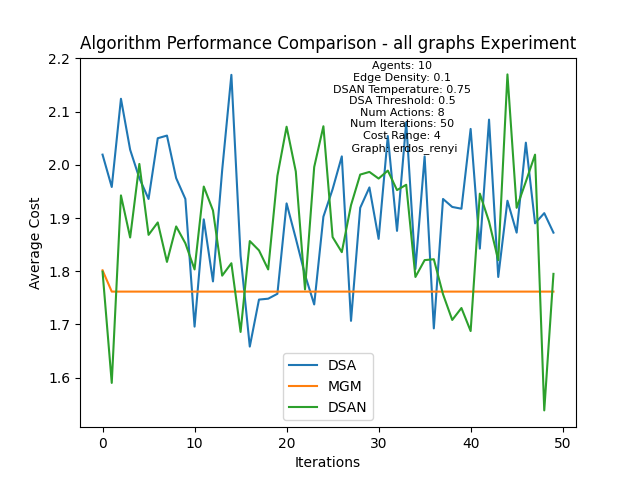 Algorithm Performance Comparison - all graphs Experiment
Agents: 10
Edge Density: 0.1
DSAN Temperature: 0.75
DSA Threshold: 0.5
Num Actions: 8
Num Iterations: 50
Cost Range: 4
Graph: erdos_renyi
2.2
2.1
2.0
1.9
1.8
1.7
1.6
Average Cost
DSA
MGM
DSAN
0
10
20
30
40
50
Iterations